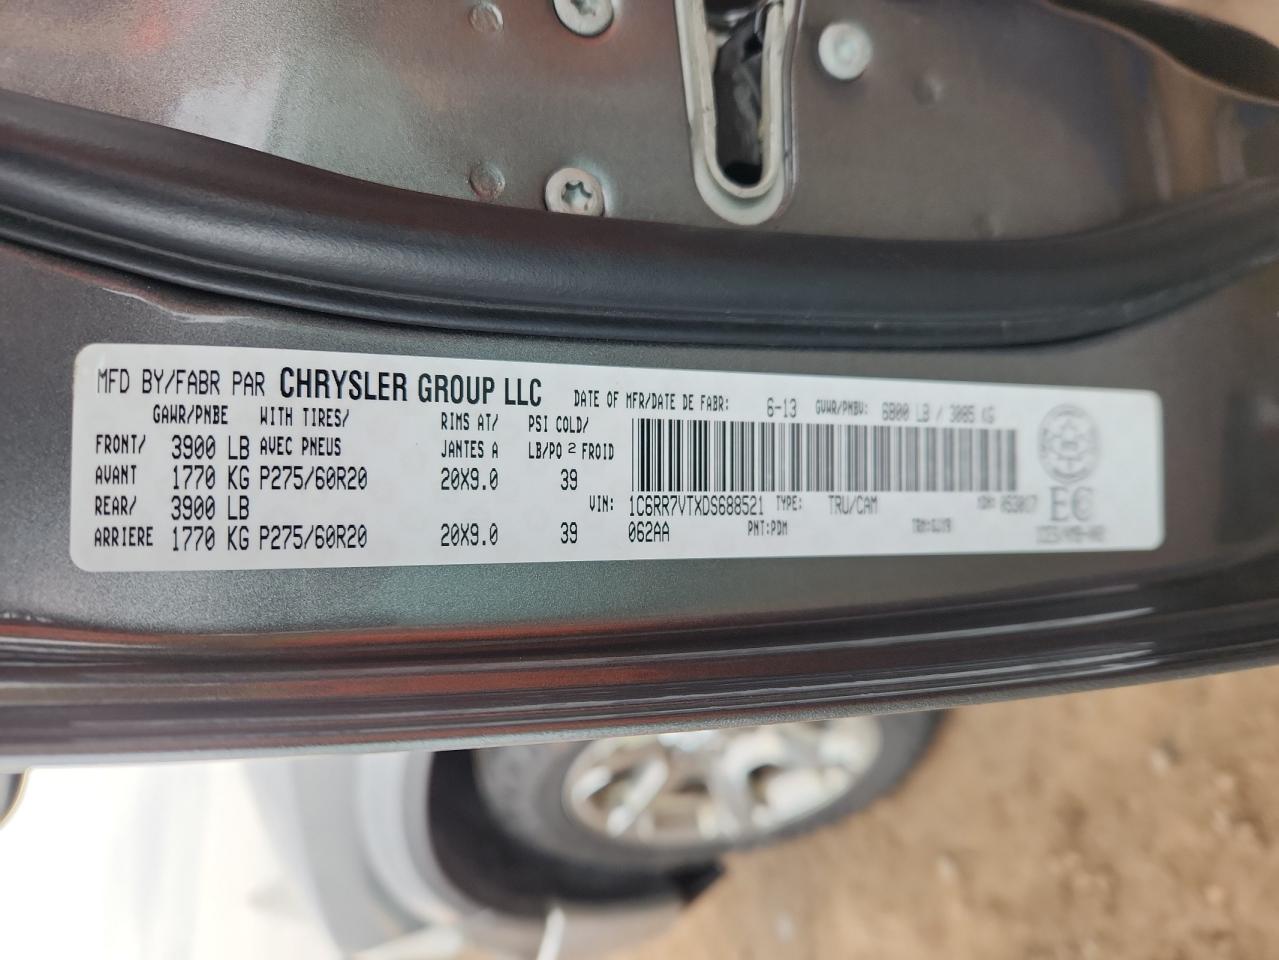 MFD BY/FABR PAR CHRYSLER GROUP LLC DATE OF MFR/DATE DE FABR: 6-13 GVWR/PNBV: 6800 LB / 3085 KG
GAWR/PNBE WITH TIRES/ RIMS AT/ PSI COLD/
FRONT/ 3900 LB AVEC PNEUS JANTES A LB/PO 2 FROID
AVANT 1770 KG P275/60R20 20X9.0 39
REAR/ 3900 LB VIN: 1C6RR7VTXDS688521 TYPE: TRU/CAM MDH: 053017
ARRIERE 1770 KG P275/60R20 20X9.0 39 062AA PNT:PDM
EC